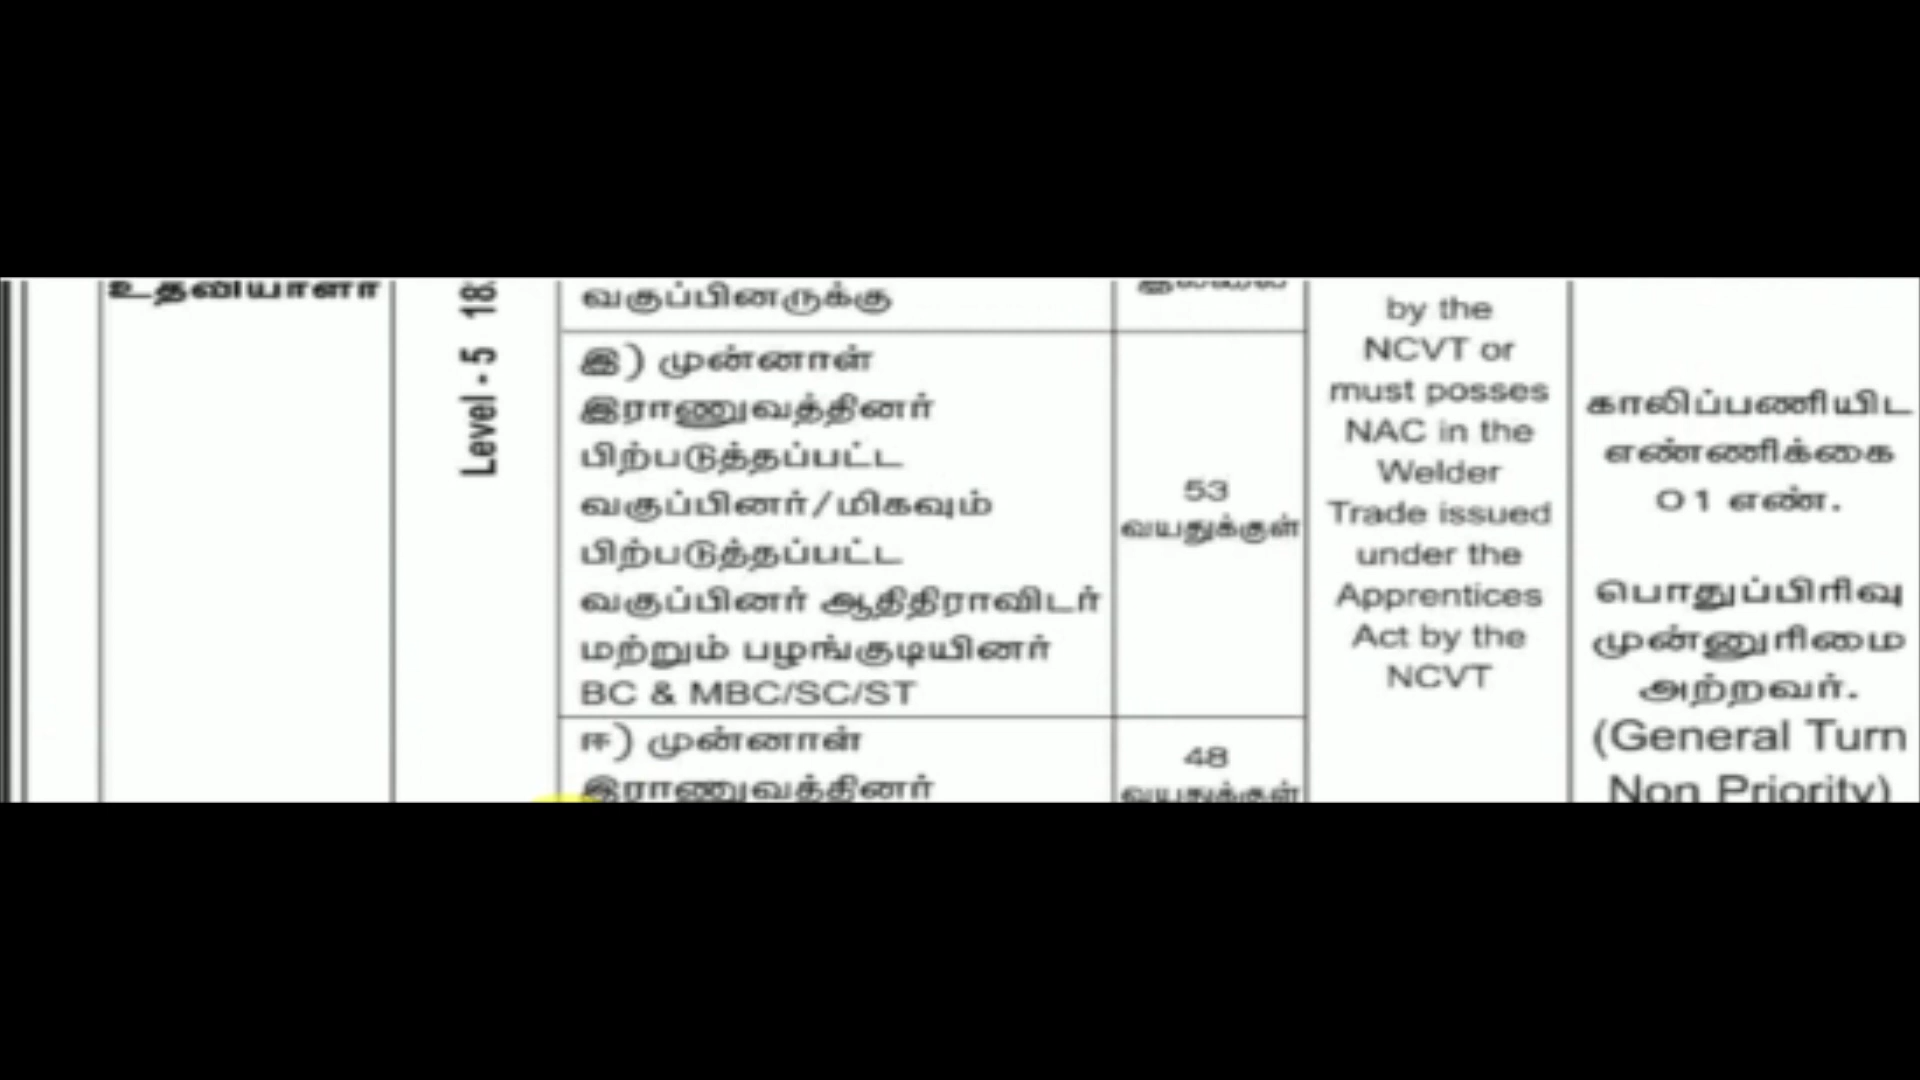 உதவியாளர்
Level - 5 18
வகுப்பினருக்கு
இல்லை
இ) முன்னாள்
இராணுவத்தினர்
பிற்படுத்தப்பட்ட
வகுப்பினர்/மிகவும்
பிற்படுத்தப்பட்ட
வகுப்பினர் ஆதிதிராவிடர்
மற்றும் பழங்குடியினர்
BC & MBC/SC/ST
53
வயதுக்குள்
ஈ) முன்னாள்
இராணுவத்தினர்
48
வயதுக்குள்
by the
NCVT or
must posses
NAC in the
Welder
Trade issued
under the
Apprentices
Act by the
NCVT
காலிப்பணியிட
எண்ணிக்கை
01 எண்.
பொதுப்பிரிவு
முன்னுரிமை
அற்றவர்.
(General Turn
Non Priority)